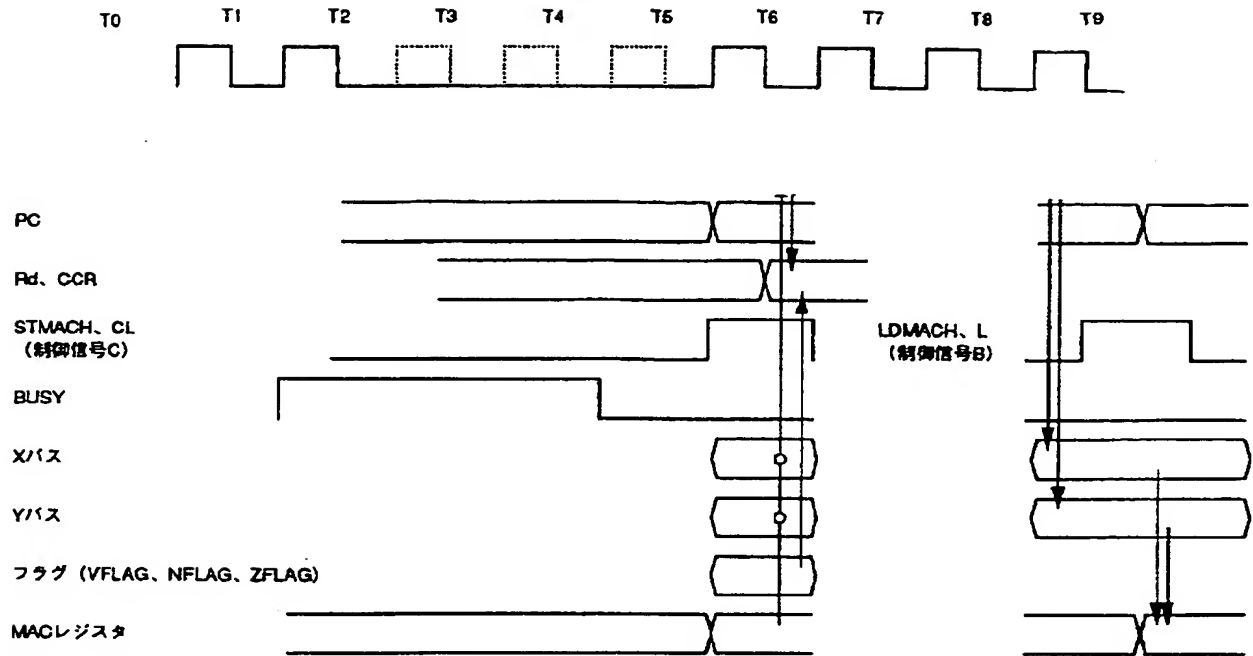 T0 T1 T2 T3 T4 T5 T6 T7 T8 T9
PC
Rd、CCR
STMACH、CL
（制御信号C）
LDMACH、L
（制御信号B）
BUSY
Xバス
Yバス
フラグ（VFLAG、NFLAG、ZFLAG）
MACレジスタ